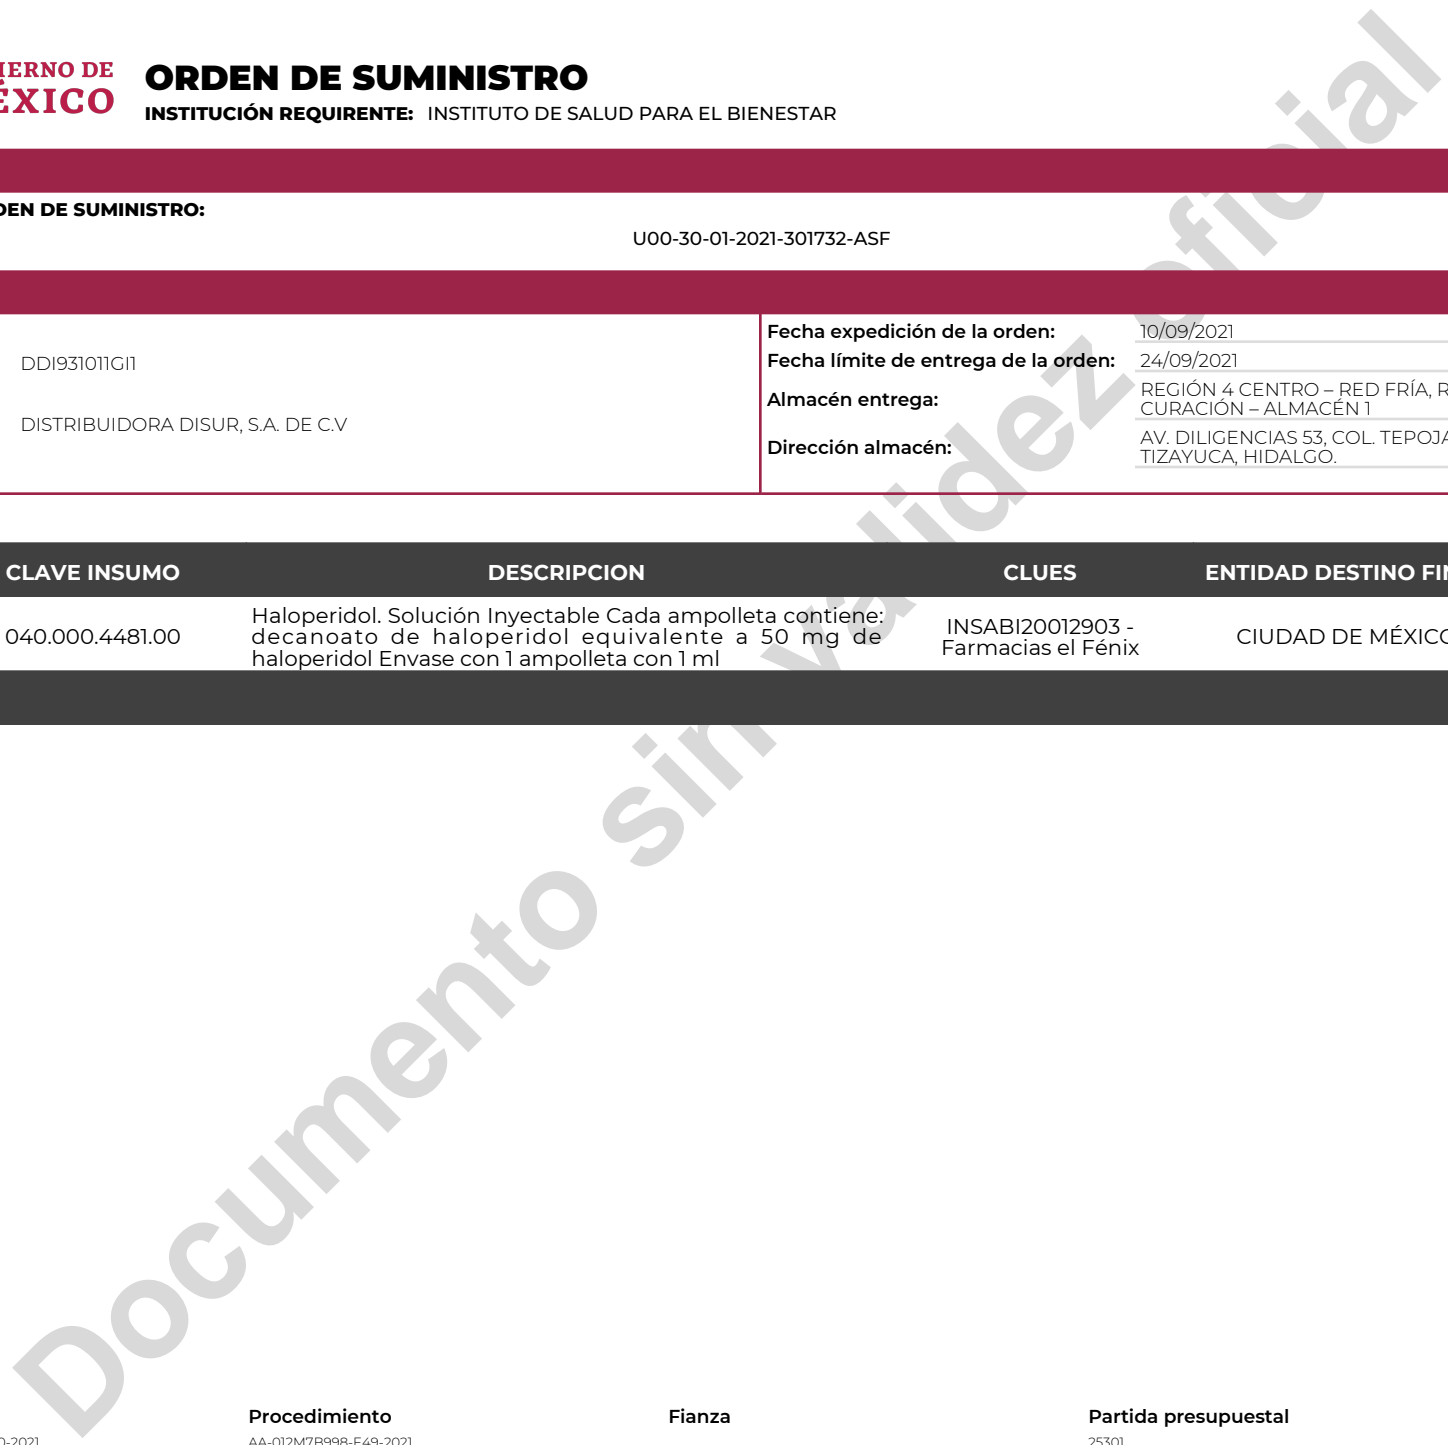 ORDEN DE SUMINISTRO
INSTITUCIÓN REQUIRENTE: INSTITUTO DE SALUD PARA EL BIENESTAR
DE
ÉXICO
DE SUMINISTRO:
U00-30-01-2021-301732-ASF
DDI931011GI1
DISTRIBUIDORA DISUR, S.A. DE C.V
Fecha expedición de la orden: 10/09/2021
Fecha límite de entrega de la orden: 24/09/2021
Almacén entrega: REGIÓN 4 CENTRO – RED FRÍA, R
CURACIÓN – ALMACÉN 1
Dirección almacén: AV. DILIGENCIAS 53, COL. TEPOJA
TIZAYUCA, HIDALGO.
CLAVE INSUMO DESCRIPCION CLUES ENTIDAD DESTINO FIN
040.000.4481.00
Haloperidol. Solución Inyectable Cada ampolleta contiene:
decanoato de haloperidol equivalente a 50 mg de
haloperidol Envase con 1 ampolleta con 1 ml
INSABI20012903 -
Farmacias el Fénix
CIUDAD DE MÉXICO
Documento sin validez oficial
Procedimiento Fianza Partida presupuestal
-2021 AA-012M7B998-E49-2021 25301